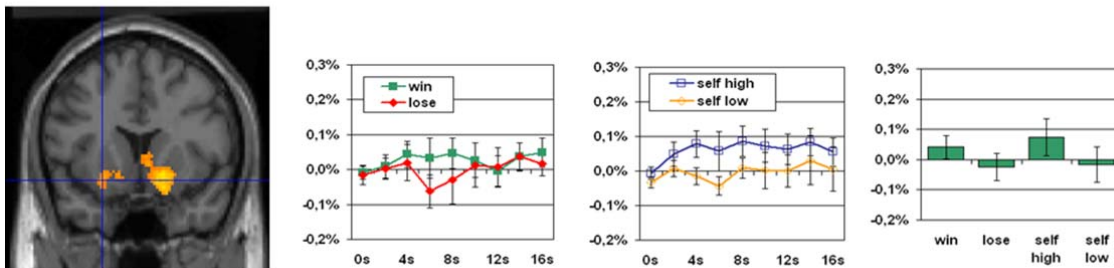 0,3%
0,2%
0,1%
0,0%
-0,1%
-0,2%
win
lose
0s 4s 8s 12s 16s
0,3%
0,2%
0,1%
0,0%
-0,1%
-0,2%
self high
self low
0s 4s 8s 12s 16s
0,3%
0,2%
0,1%
0,0%
-0,1%
-0,2%
win lose self self
high low